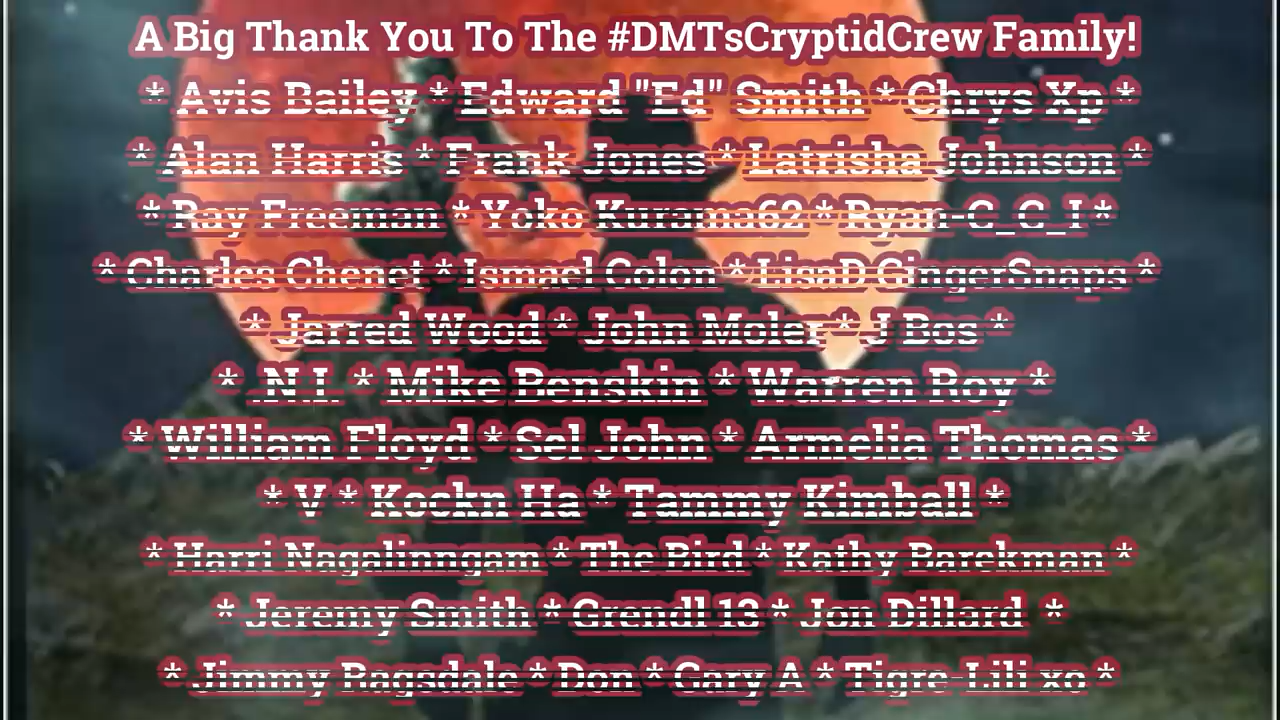 A Big Thank You To The #DMTsCryptidCrew Family!
* Avis Bailey * Edward "Ed" Smith * Chrys Xp *
* Alan Harris * Frank Jones * Latrisha Johnson *
* Ray Freeman * Yoko Kurama62 * Ryan-C_C_I *
* Charles Chenet * Ismael Colon * LisaD GingerSnaps *
* Jarred Wood * John Moler * J Bos *
* .N.I. * Mike Benskin * Warren Roy *
* William Floyd * Sel John * Armelia Thomas *
* V * Kockn Ha * Tammy Kimball *
* Harri Nagalinngam * The Bird * Kathy Barekman *
* Jeremy Smith * Grendl 13 * Jon Dillard *
* Jimmy Ragsdale * Don * Gary A * Tigre-Lili xo *